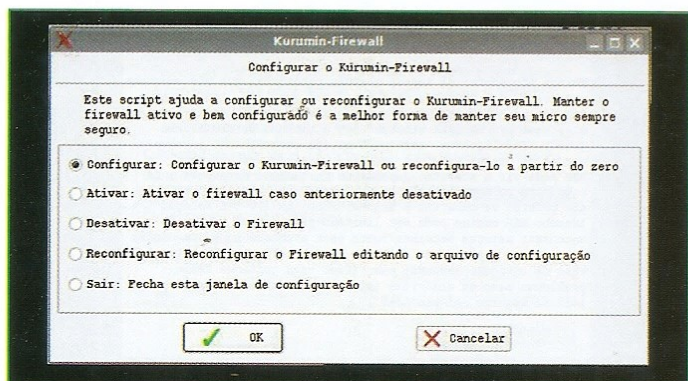 Kurumin-Firewall
Configurar o Kurumin-Firewall
Este script ajuda a configurar ou reconfigurar o Kurumin-Firewall. Manter o
firewall ativo e bem configurado é a melhor forma de manter seu micro sempre
seguro.
Configurar: Configurar o Kurumin-Firewall ou reconfigura-lo à partir do zero
Ativar: Ativar o firewall caso anteriormente desativado
Desativar: Desativar o Firewall
Reconfigurar: Reconfigurar o Firewall editando o arquivo de configuração
Sair: Fecha esta janela de configuração
OK
Cancelar